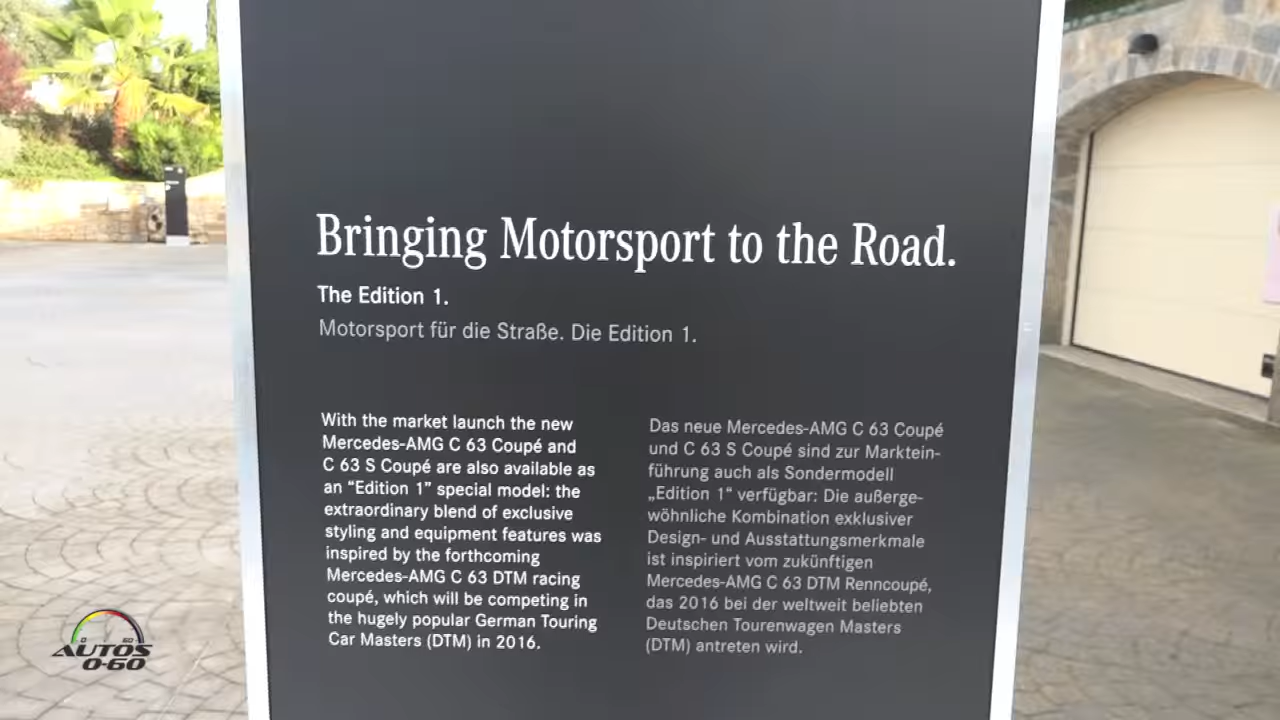 Bringing Motorsport to the Road.
The Edition 1.
Motorsport für die Straße. Die Edition 1.
With the market launch the new
Mercedes-AMG C 63 Coupé and
C 63 S Coupé are also available as
an “Edition 1” special model: the
extraordinary blend of exclusive
styling and equipment features was
inspired by the forthcoming
Mercedes-AMG C 63 DTM racing
coupé, which will be competing in
the hugely popular German Touring
Car Masters (DTM) in 2016.
Das neue Mercedes-AMG C 63 Coupé
und C 63 S Coupé sind zur Marktein-
führung auch als Sondermodell
„Edition 1“ verfügbar: Die außerge-
wöhnliche Kombination exklusiver
Design- und Ausstattungsmerkmale
ist inspiriert vom zukünftigen
Mercedes-AMG C 63 DTM Renncoupé,
das 2016 bei der weltweit beliebten
Deutschen Tourenwagen Masters
(DTM) antreten wird.
0 60
AUTOS
0-60